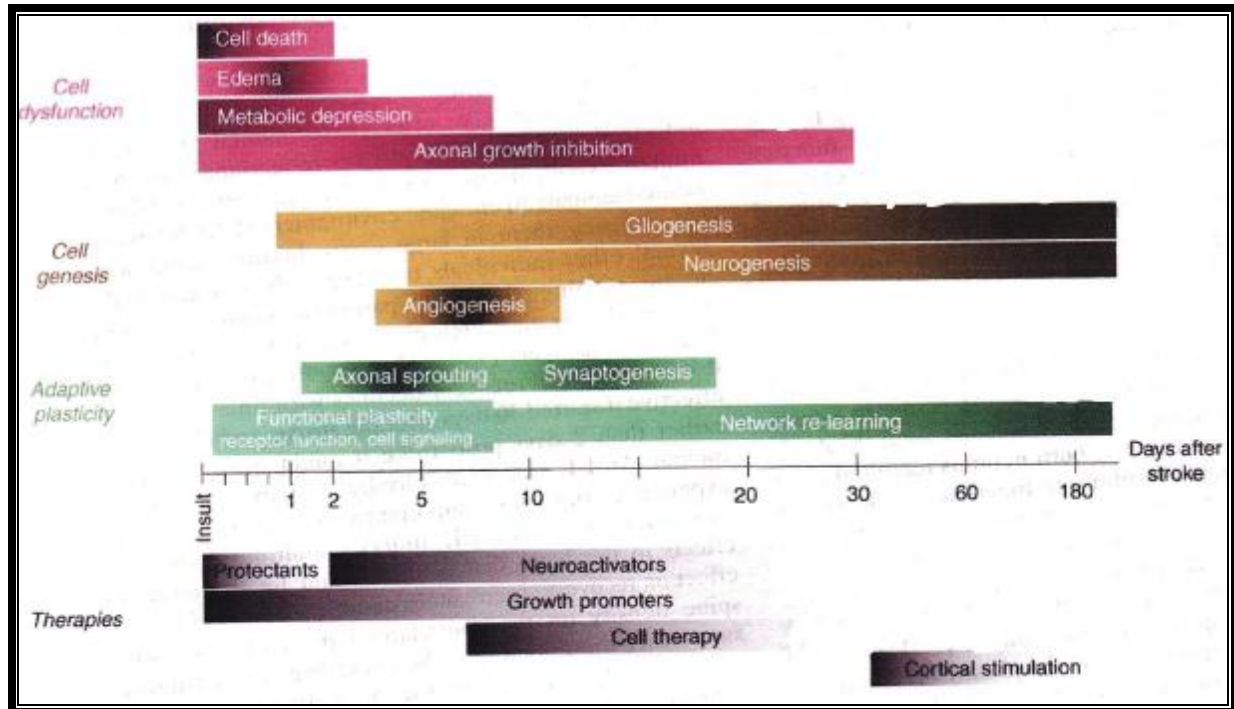 Cell death
Edema
Cell
dysfunction
Metabolic depression
Axonal growth inhibition
Gliogenesis
Cell
genesis
Neurogenesis
Angiogenesis
Axonal sprouting
Synaptogenesis
Adaptive
plasticity
Functional plasticity
receptor function, cell signaling
Network re-learning
Days after
stroke
Insult
1
2
5
10
20
30
60
180
Protectants
Neuroactivators
Growth promoters
Therapies
Cell therapy
Cortical stimulation